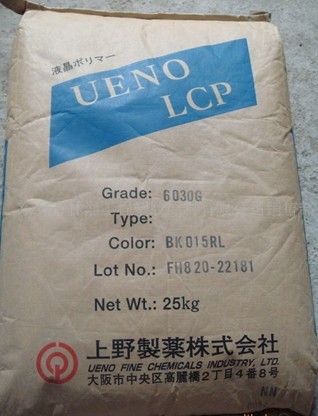 液晶ポリマー
UENO
LCP
Grade: 6030G
Type:
Color: BK015RL
Lot No.: FH820-22181
Net Wt.: 25kg
上野製薬株式会社
UENO FINE CHEMICALS INDUSTRY, LTD.
大阪市中央区高麗橋2丁目4番8号
NN